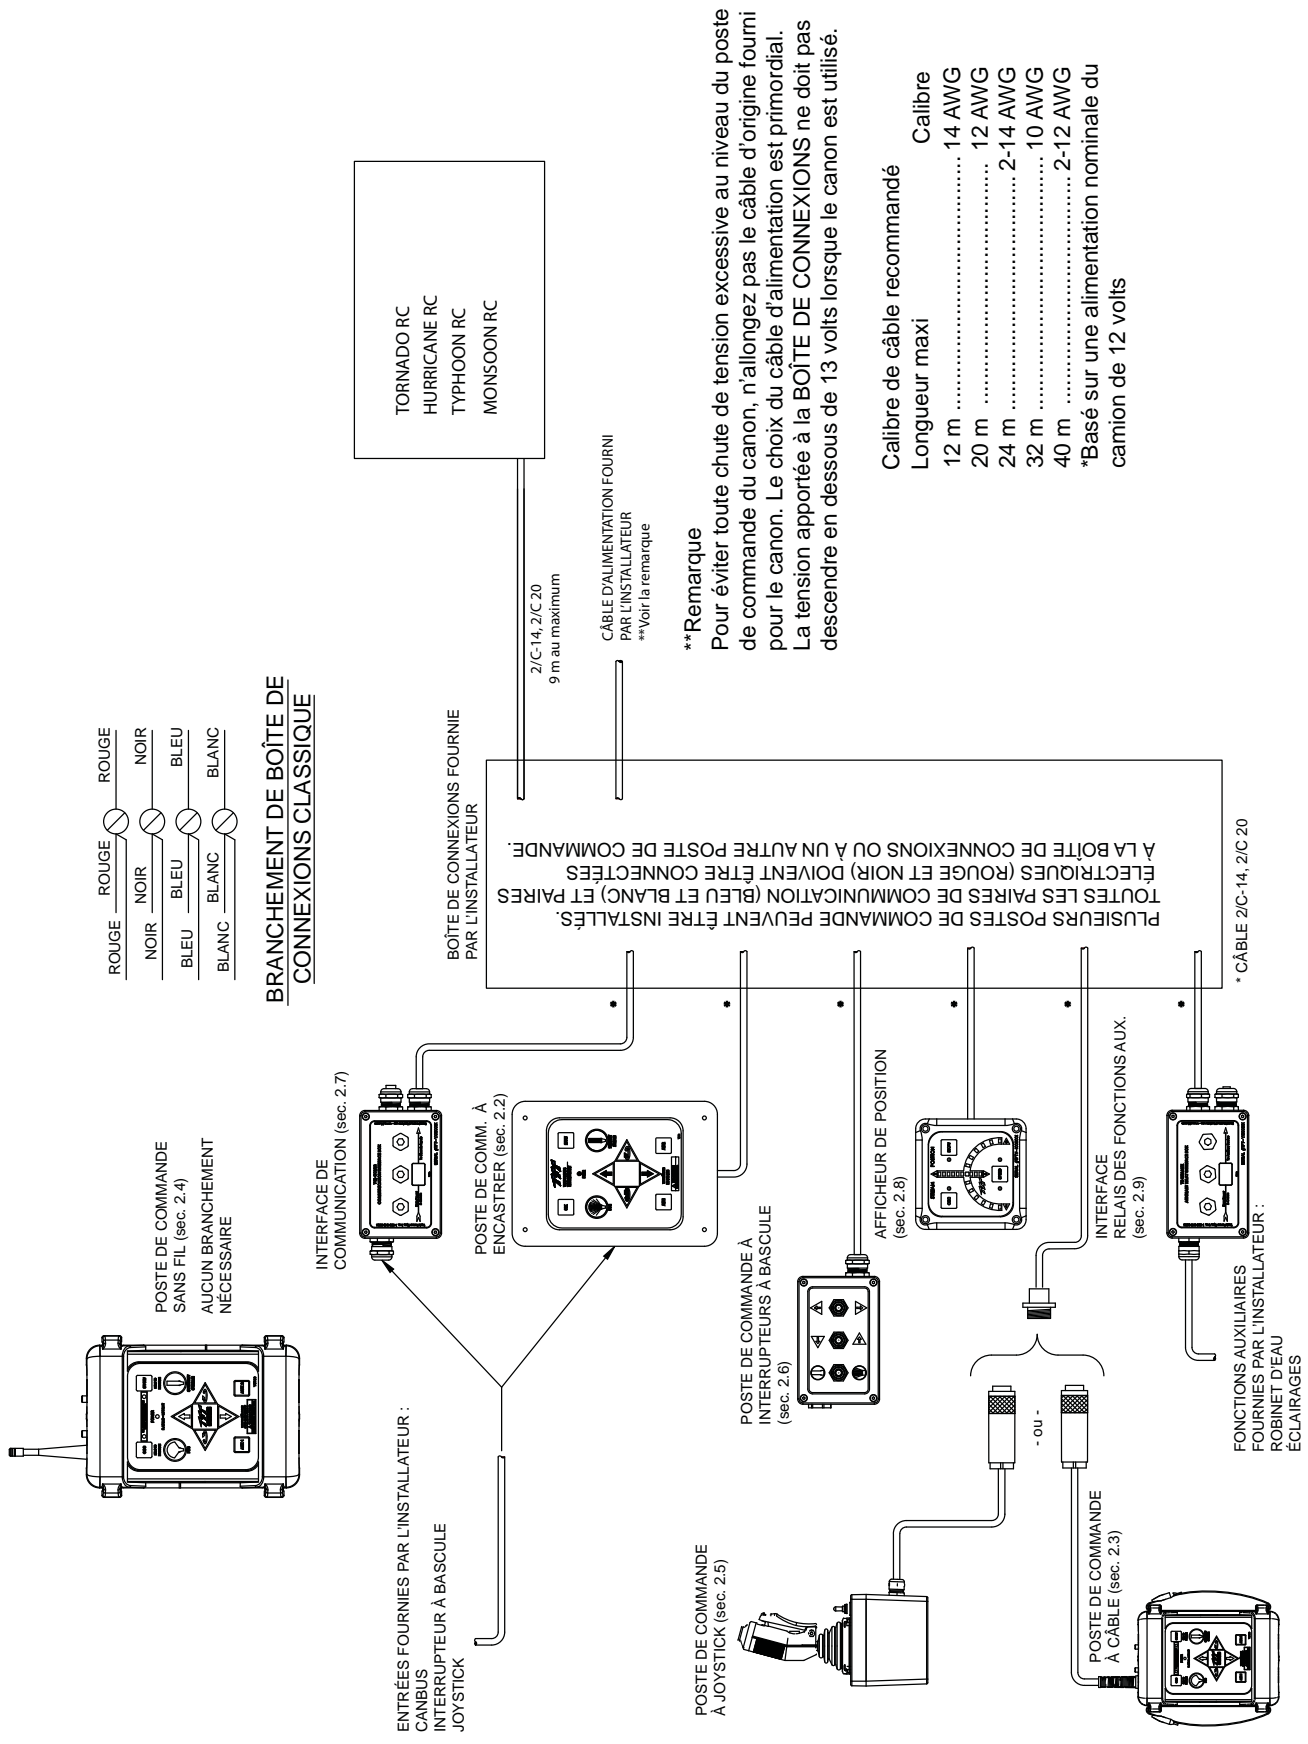 ROUGE
ROUGE
ROUGE
NOIR
NOIR
NOIR
BLEU
BLEU
BLEU
BLANC
BLANC
BLANC
BRANCHEMENT DE BOÎTE DE
CONNEXIONS CLASSIQUE
POSTE DE COMMANDE
SANS FIL (sec. 2.4)
AUCUN BRANCHEMENT
NÉCESSAIRE
INTERFACE DE
COMMUNICATION (sec. 2.7)
POSTE DE COMM. À
ENCASTRER (sec. 2.2)
ENTRÉES FOURNIES PAR L'INSTALLATEUR :
CANBUS
INTERRUPTEUR À BASCULE
JOYSTICK
POSTE DE COMMANDE À
INTERRUPTEURS À BASCULE
(sec. 2.6)
AFFICHEUR DE POSITION
(sec. 2.8)
INTERFACE
RELAIS DES FONCTIONS AUX.
(sec. 2.9)
POSTE DE COMMANDE
À JOYSTICK (sec. 2.5)
- ou -
POSTE DE COMMANDE
À CÂBLE (sec. 2.3)
FONCTIONS AUXILIAIRES
FOURNIES PAR L'INSTALLATEUR :
ROBINET D'EAU
ÉCLAIRAGES
BOÎTE DE CONNEXIONS FOURNIE
PAR L'INSTALLATEUR
PLUSIEURS POSTES DE COMMANDE PEUVENT ÊTRE INSTALLÉS.
TOUTES LES PAIRES DE COMMUNICATION (BLEU ET BLANC) ET PAIRES
ÉLECTRIQUES (ROUGE ET NOIR) DOIVENT ÊTRE CONNECTÉES
À LA BOÎTE DE CONNEXIONS OU À UN AUTRE POSTE DE COMMANDE.
*
*
*
*
*
*
* CÂBLE 2/C-14, 2/C 20
TORNADO RC
HURRICANE RC
TYPHOON RC
MONSOON RC
2/C-14, 2/C 20
9 m au maximum
CÂBLE D'ALIMENTATION FOURNI
PAR L'INSTALLATEUR
**Voir la remarque
**Remarque
Pour éviter toute chute de tension excessive au niveau du poste
de commande du canon, n'allongez pas le câble d'origine fourni
pour le canon. Le choix du câble d'alimentation est primordial.
La tension apportée à la BOÎTE DE CONNEXIONS ne doit pas
descendre en dessous de 13 volts lorsque le canon est utilisé.
Calibre de câble recommandé
Longueur maxi Calibre
12 m ........................................ 14 AWG
20 m ........................................ 12 AWG
24 m ........................................ 2-14 AWG
32 m ........................................ 10 AWG
40 m ........................................ 2-12 AWG
*Basé sur une alimentation nominale du
camion de 12 volts